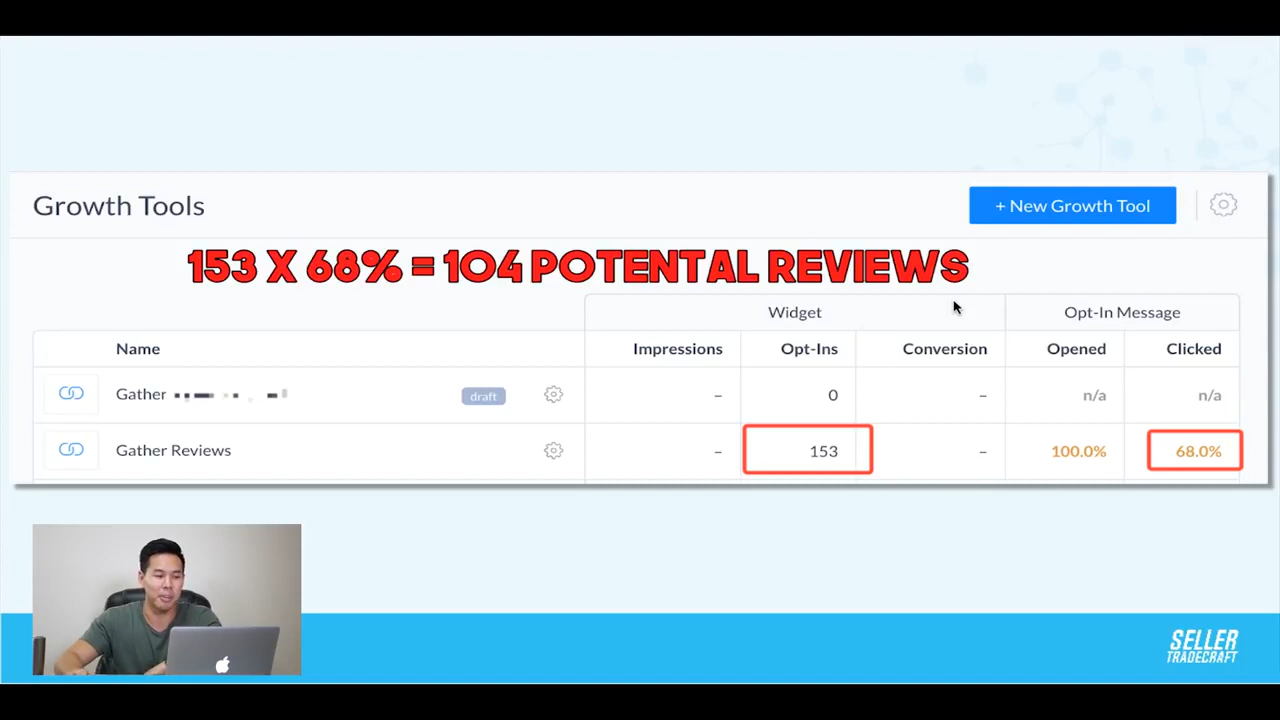 Growth Tools
+ New Growth Tool
153 X 68% = 104 POTENTAL REVIEWS
Widget
Opt-In Message
Name
Impressions
Opt-Ins
Conversion
Opened
Clicked
Gather
draft
–
0
–
n/a
n/a
Gather Reviews
–
153
–
100.0%
68.0%
SELLER
TRADECRAFT